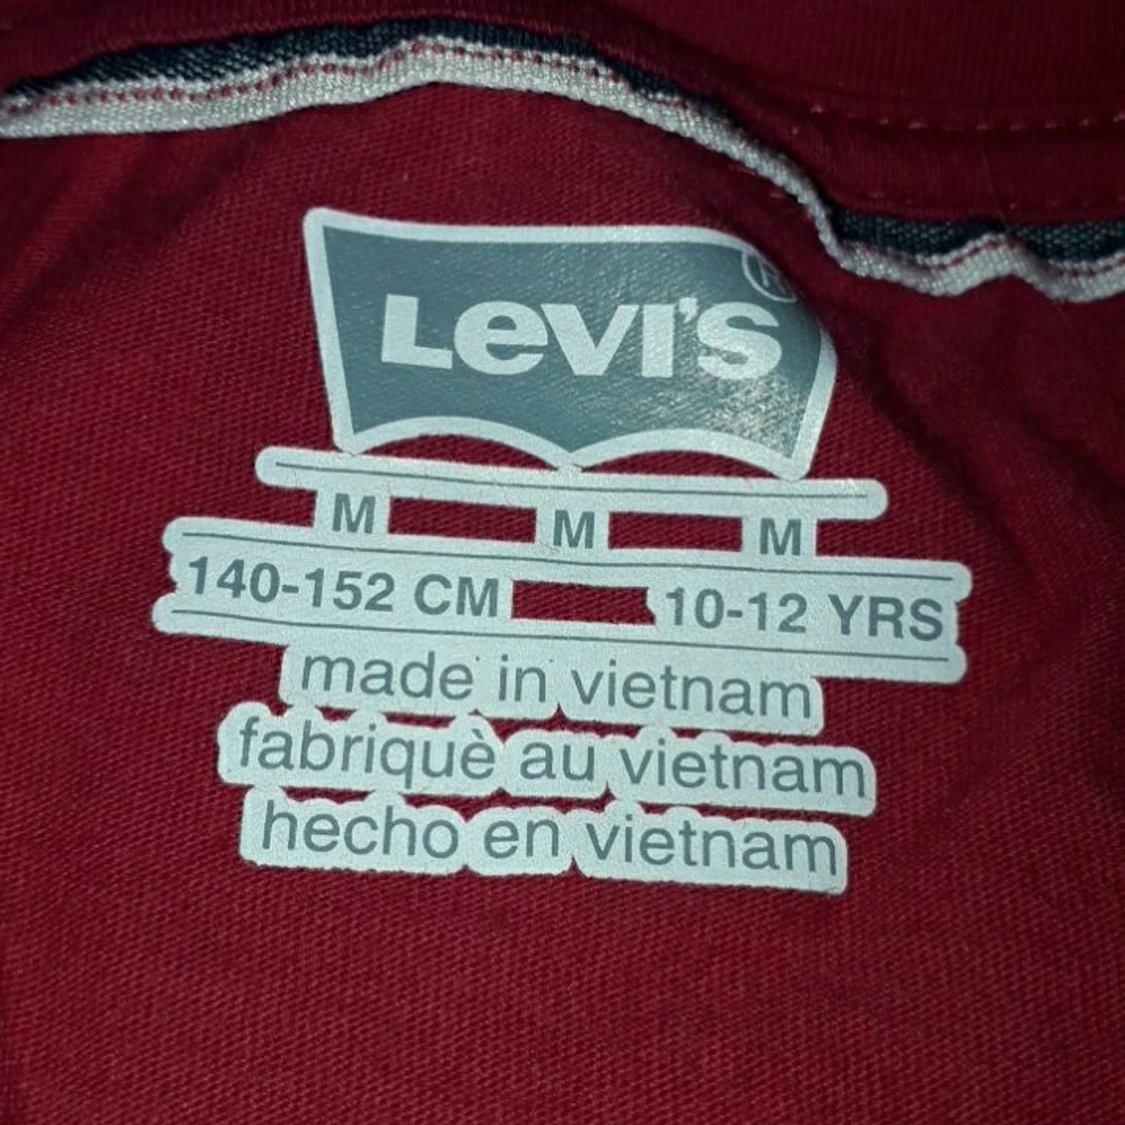 Levi's ®
M M M
140-152 CM 10-12 YRS
made in vietnam
fabriquè au vietnam
hecho en vietnam